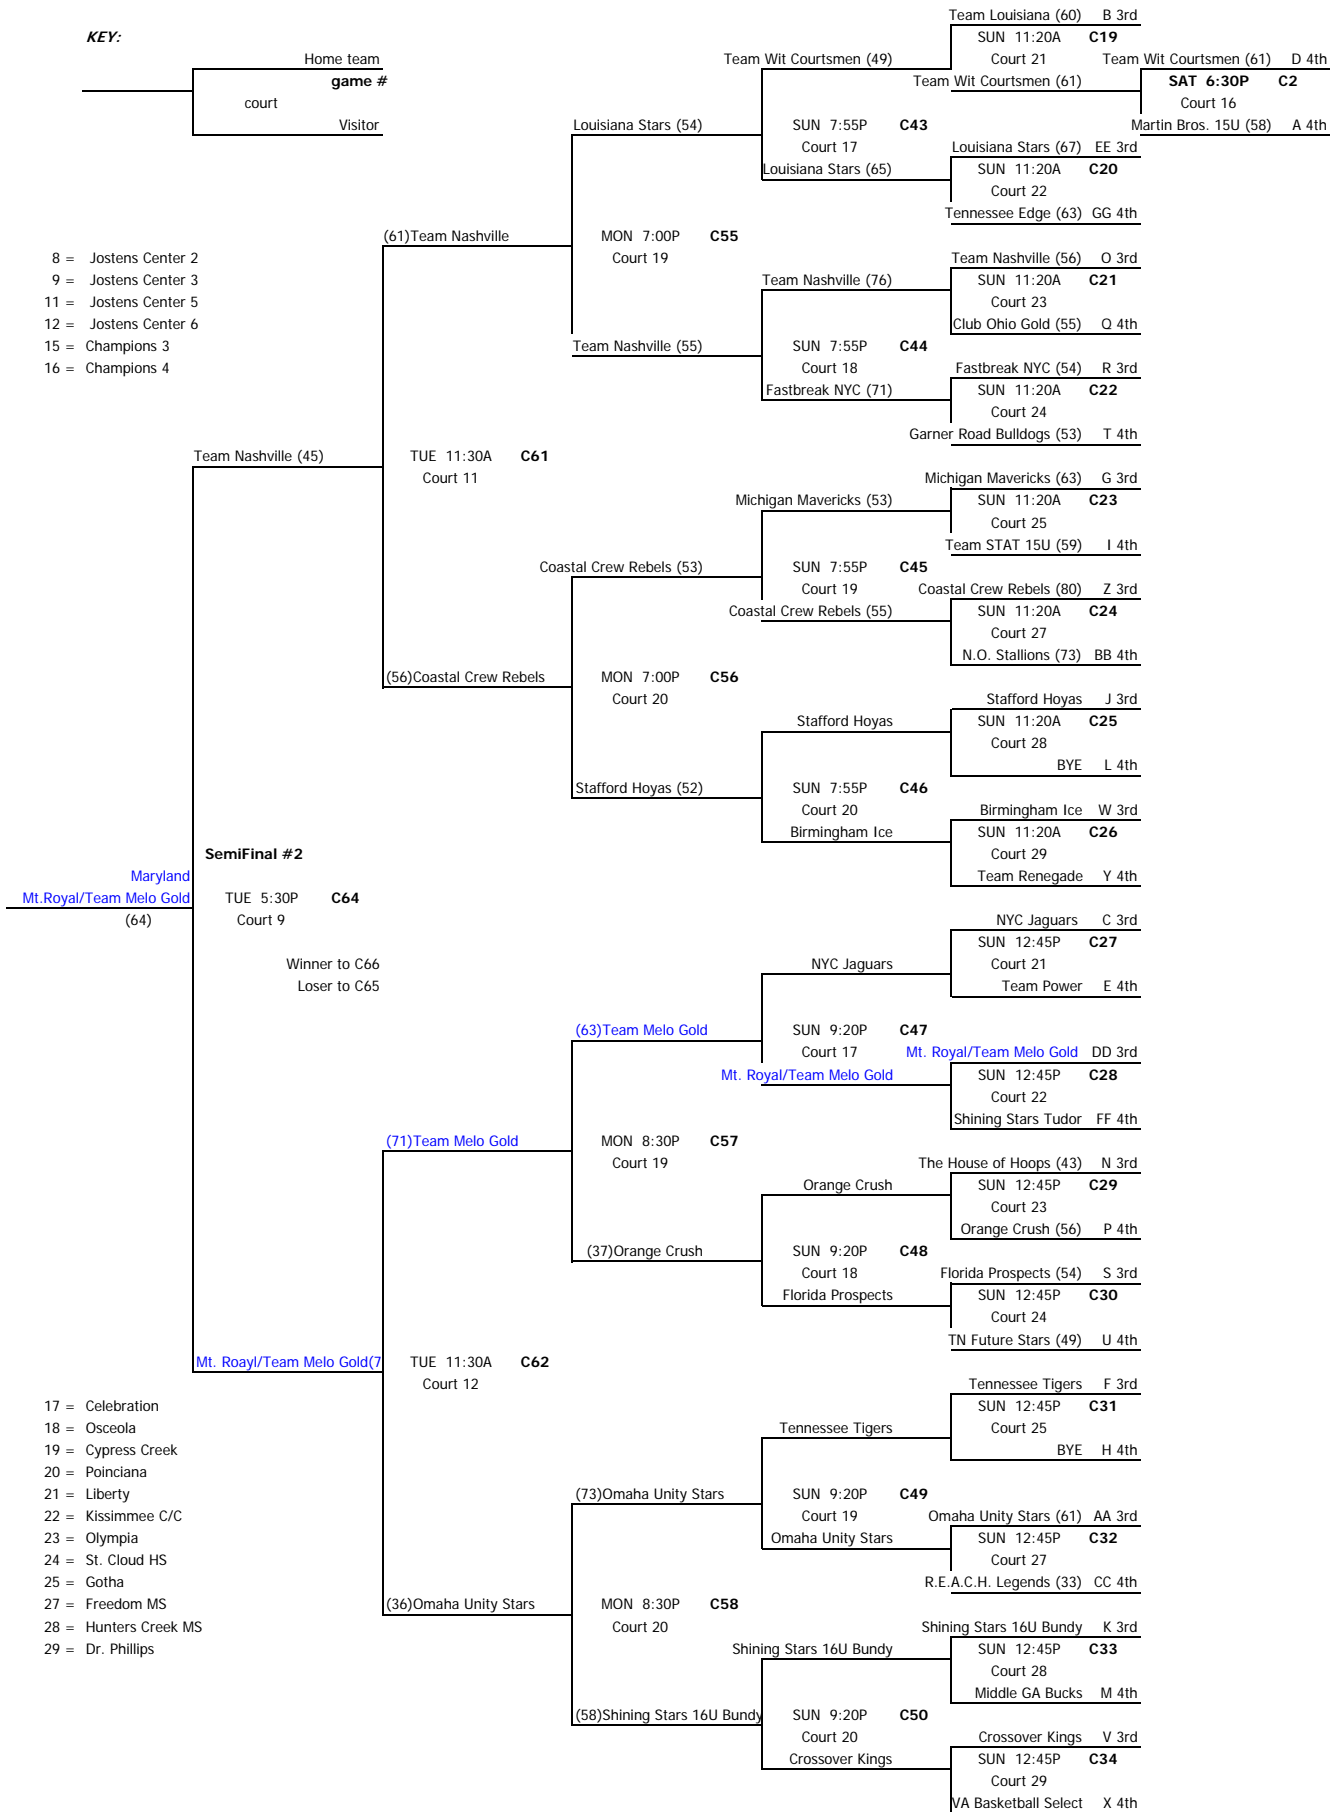 Team Louisiana (60) B 3rd
KEY: SUN 11:20A C19
Home team Team Wit Courtsmen (49) Court 21 Team Wit Courtsmen (61) D 4th
game # Team Wit Courtsmen (61) SAT 6:30P C2
court Court 16
Visitor Louisiana Stars (54) SUN 7:55P C43 Martin Bros. 15U (58) A 4th
Court 17 Louisiana Stars (67) EE 3rd
Louisiana Stars (65) SUN 11:20A C20
Court 22
Tennessee Edge (63) GG 4th
(61)Team Nashville MON 7:00P C55
8 = Jostens Center 2 Court 19 Team Nashville (56) O 3rd
9 = Jostens Center 3 Team Nashville (76) SUN 11:20A C21
11 = Jostens Center 5 Court 23
12 = Jostens Center 6 Club Ohio Gold (55) Q 4th
15 = Champions 3 Team Nashville (55) SUN 7:55P C44
16 = Champions 4 Court 18 Fastbreak NYC (54) R 3rd
Fastbreak NYC (71) SUN 11:20A C22
Court 24
Garner Road Bulldogs (53) T 4th
Team Nashville (45) TUE 11:30A C61
Court 11 Michigan Mavericks (63) G 3rd
Michigan Mavericks (53) SUN 11:20A C23
Court 25
Team STAT 15U (59) I 4th
Coastal Crew Rebels (53) SUN 7:55P C45
Court 19 Coastal Crew Rebels (80) Z 3rd
Coastal Crew Rebels (55) SUN 11:20A C24
Court 27
N.O. Stallions (73) BB 4th
(56)Coastal Crew Rebels MON 7:00P C56
Court 20 Stafford Hoyas J 3rd
Stafford Hoyas SUN 11:20A C25
Court 28
BYE L 4th
Stafford Hoyas (52) SUN 7:55P C46
Court 20 Birmingham Ice W 3rd
Birmingham Ice SUN 11:20A C26
SemiFinal #2 Court 29
Maryland Team Renegade Y 4th
Mt.Royal/Team Melo Gold TUE 5:30P C64
(64) Court 9 NYC Jaguars C 3rd
SUN 12:45P C27
Winner to C66 NYC Jaguars Court 21
Loser to C65 Team Power E 4th
(63)Team Melo Gold SUN 9:20P C47
Court 17 Mt. Royal/Team Melo Gold DD 3rd
Mt. Royal/Team Melo Gold SUN 12:45P C28
Court 22
Shining Stars Tudor FF 4th
(71)Team Melo Gold MON 8:30P C57
Court 19 The House of Hoops (43) N 3rd
Orange Crush SUN 12:45P C29
Court 23
Orange Crush (56) P 4th
(37)Orange Crush SUN 9:20P C48
Court 18 Florida Prospects (54) S 3rd
Florida Prospects SUN 12:45P C30
Court 24
TN Future Stars (49) U 4th
Mt. Roayl/Team Melo Gold(7 TUE 11:30A C62
Court 12 Tennessee Tigers F 3rd
17 = Celebration SUN 12:45P C31
18 = Osceola Tennessee Tigers Court 25
19 = Cypress Creek BYE H 4th
20 = Poinciana
21 = Liberty (73)Omaha Unity Stars SUN 9:20P C49
22 = Kissimmee C/C Court 19 Omaha Unity Stars (61) AA 3rd
23 = Olympia Omaha Unity Stars SUN 12:45P C32
24 = St. Cloud HS Court 27
25 = Gotha R.E.A.C.H. Legends (33) CC 4th
27 = Freedom MS (36)Omaha Unity Stars MON 8:30P C58
28 = Hunters Creek MS Court 20 Shining Stars 16U Bundy K 3rd
29 = Dr. Phillips Shining Stars 16U Bundy SUN 12:45P C33
Court 28
Middle GA Bucks M 4th
(58)Shining Stars 16U Bundy SUN 9:20P C50
Court 20 Crossover Kings V 3rd
Crossover Kings SUN 12:45P C34
Court 29
VA Basketball Select X 4th